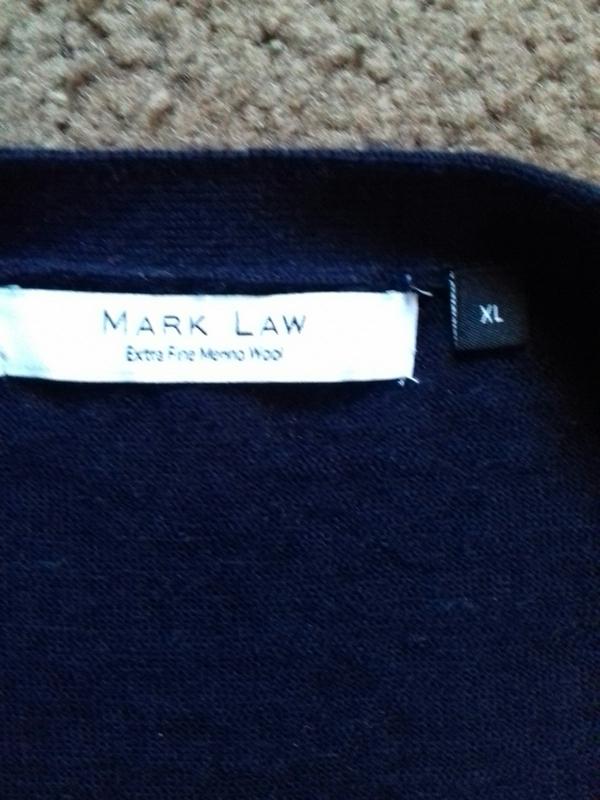 MARK LAW
Extra Fine Merino Wool
XL